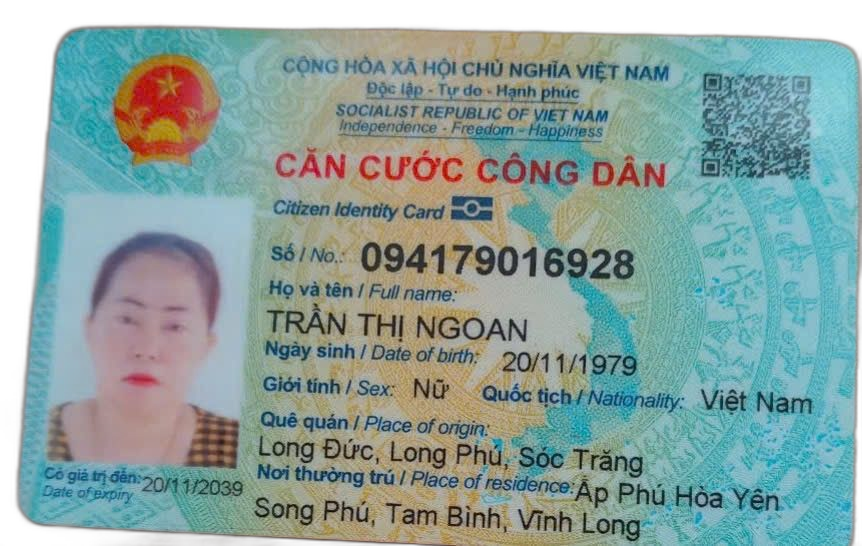 CỘNG HÒA XÃ HỘI CHỦ NGHĨA VIỆT NAM
Độc lập - Tự do - Hạnh phúc
SOCIALIST REPUBLIC OF VIET NAM
Independence - Freedom - Happiness
CĂN CƯỚC CÔNG DÂN
Citizen Identity Card
Số / No.: 094179016928
Họ và tên / Full name:
TRẦN THỊ NGOAN
Ngày sinh / Date of birth: 20/11/1979
Giới tính / Sex: Nữ Quốc tịch / Nationality: Việt Nam
Quê quán / Place of origin:
Long Đức, Long Phú, Sóc Trăng
Nơi thường trú / Place of residence: Ấp Phú Hòa Yên
Song Phú, Tam Bình, Vĩnh Long
Có giá trị đến: 20/11/2039
Date of expiry